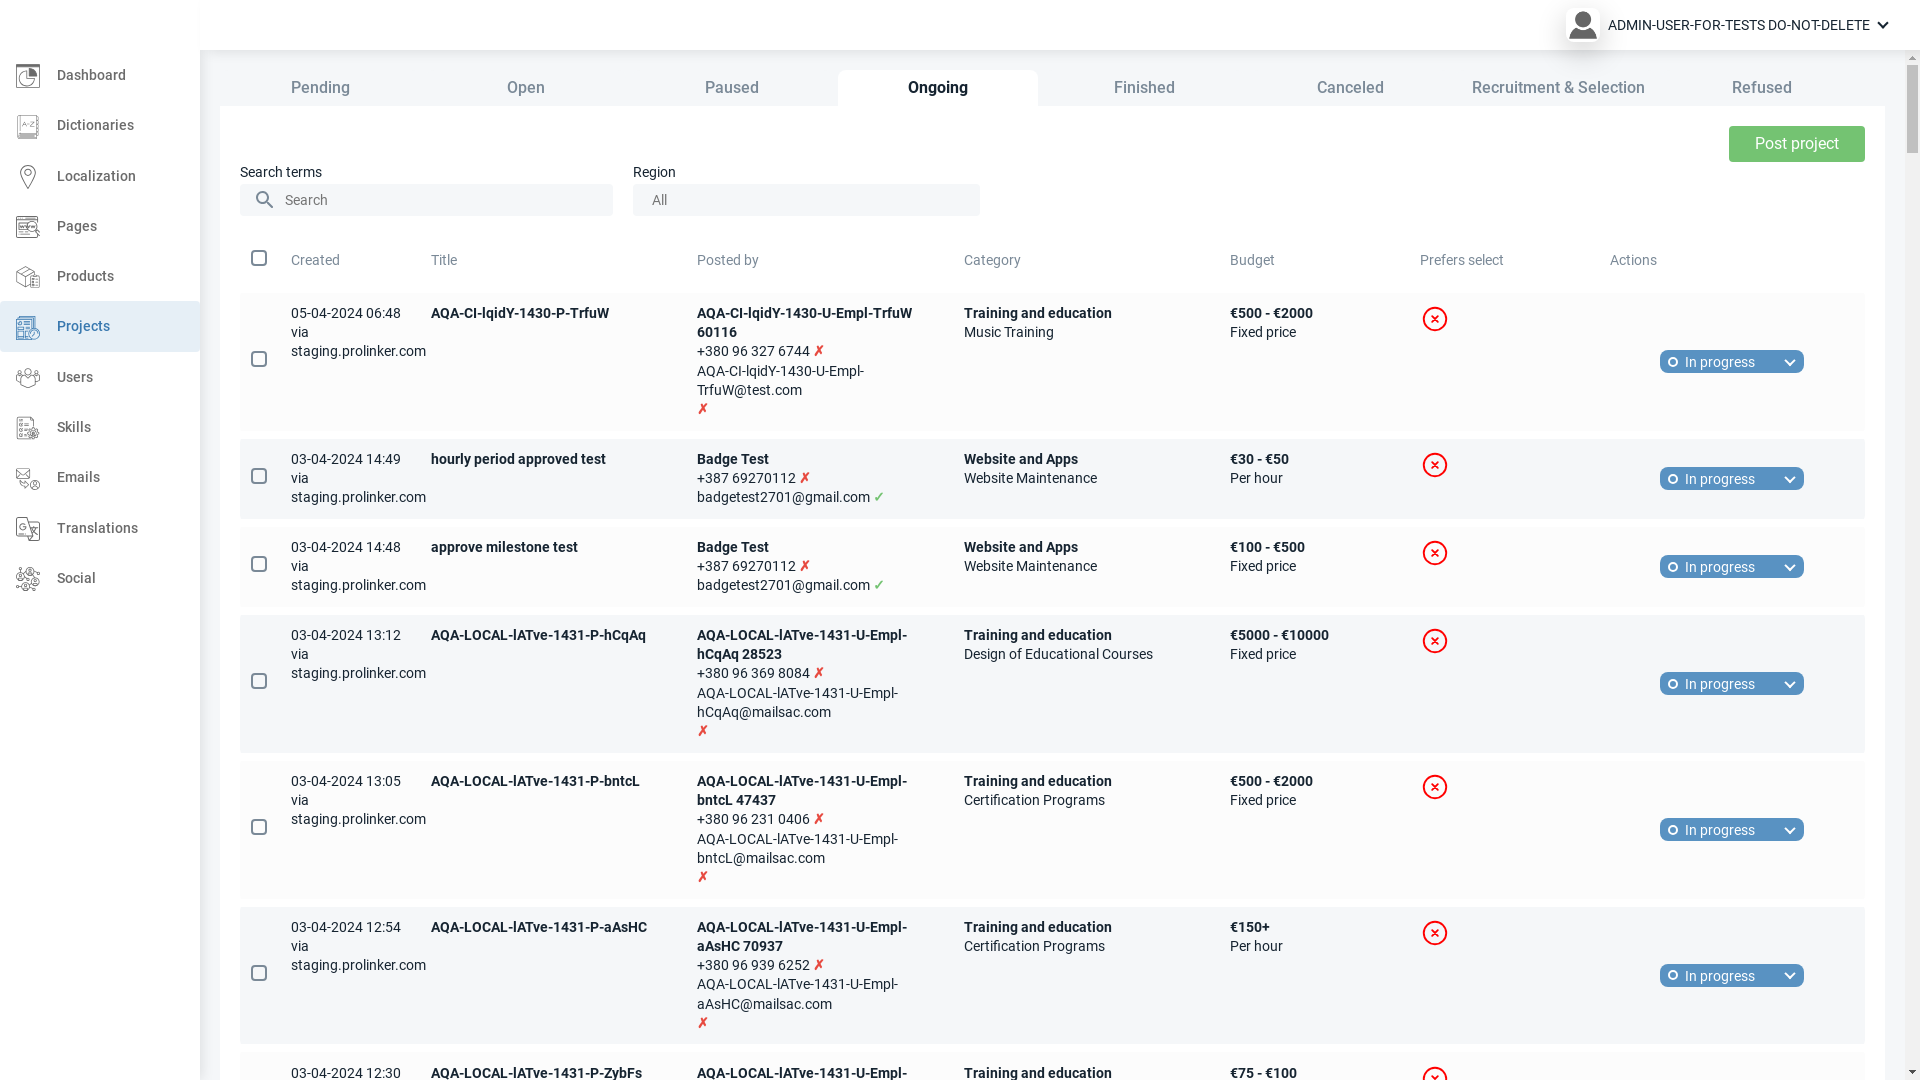 ADMIN-USER-FOR-TESTS DO-NOT-DELETE
Dashboard
Dictionaries
Localization
Pages
Products
Projects
Users
Skills
Emails
Translations
Social
Pending Open Paused Ongoing Finished Canceled Recruitment & Selection Refused
Post project
Search terms Region
Search All
Created Title Posted by Category Budget Prefers select Actions
05-04-2024 06:48 AQA-CI-lqidY-1430-P-TrfuW AQA-CI-lqidY-1430-U-Empl-TrfuW Training and education €500 - €2000
via 60116 Music Training Fixed price
staging.prolinker.com +380 96 327 6744 ✗
In progress
AQA-CI-lqidY-1430-U-Empl-
TrfuW@test.com
✗
03-04-2024 14:49 hourly period approved test Badge Test Website and Apps €30 - €50
via +387 69270112 ✗ Website Maintenance Per hour In progress
staging.prolinker.com badgetest2701@gmail.com ✓
03-04-2024 14:48 approve milestone test Badge Test Website and Apps €100 - €500
via +387 69270112 ✗ Website Maintenance Fixed price In progress
staging.prolinker.com badgetest2701@gmail.com ✓
03-04-2024 13:12 AQA-LOCAL-lATve-1431-P-hCqAq AQA-LOCAL-lATve-1431-U-Empl- Training and education €5000 - €10000
via hCqAq 28523 Design of Educational Courses Fixed price
staging.prolinker.com +380 96 369 8084 ✗
In progress
AQA-LOCAL-lATve-1431-U-Empl-
hCqAq@mailsac.com
✗
03-04-2024 13:05 AQA-LOCAL-lATve-1431-P-bntcL AQA-LOCAL-lATve-1431-U-Empl- Training and education €500 - €2000
via bntcL 47437 Certification Programs Fixed price
staging.prolinker.com +380 96 231 0406 ✗
In progress
AQA-LOCAL-lATve-1431-U-Empl-
bntcL@mailsac.com
✗
03-04-2024 12:54 AQA-LOCAL-lATve-1431-P-aAsHC AQA-LOCAL-lATve-1431-U-Empl- Training and education €150+
via aAsHC 70937 Certification Programs Per hour
staging.prolinker.com +380 96 939 6252 ✗
In progress
AQA-LOCAL-lATve-1431-U-Empl-
aAsHC@mailsac.com
✗
03-04-2024 12:30 AQA-LOCAL-lATve-1431-P-ZybFs AQA-LOCAL-lATve-1431-U-Empl- Training and education €75 - €100